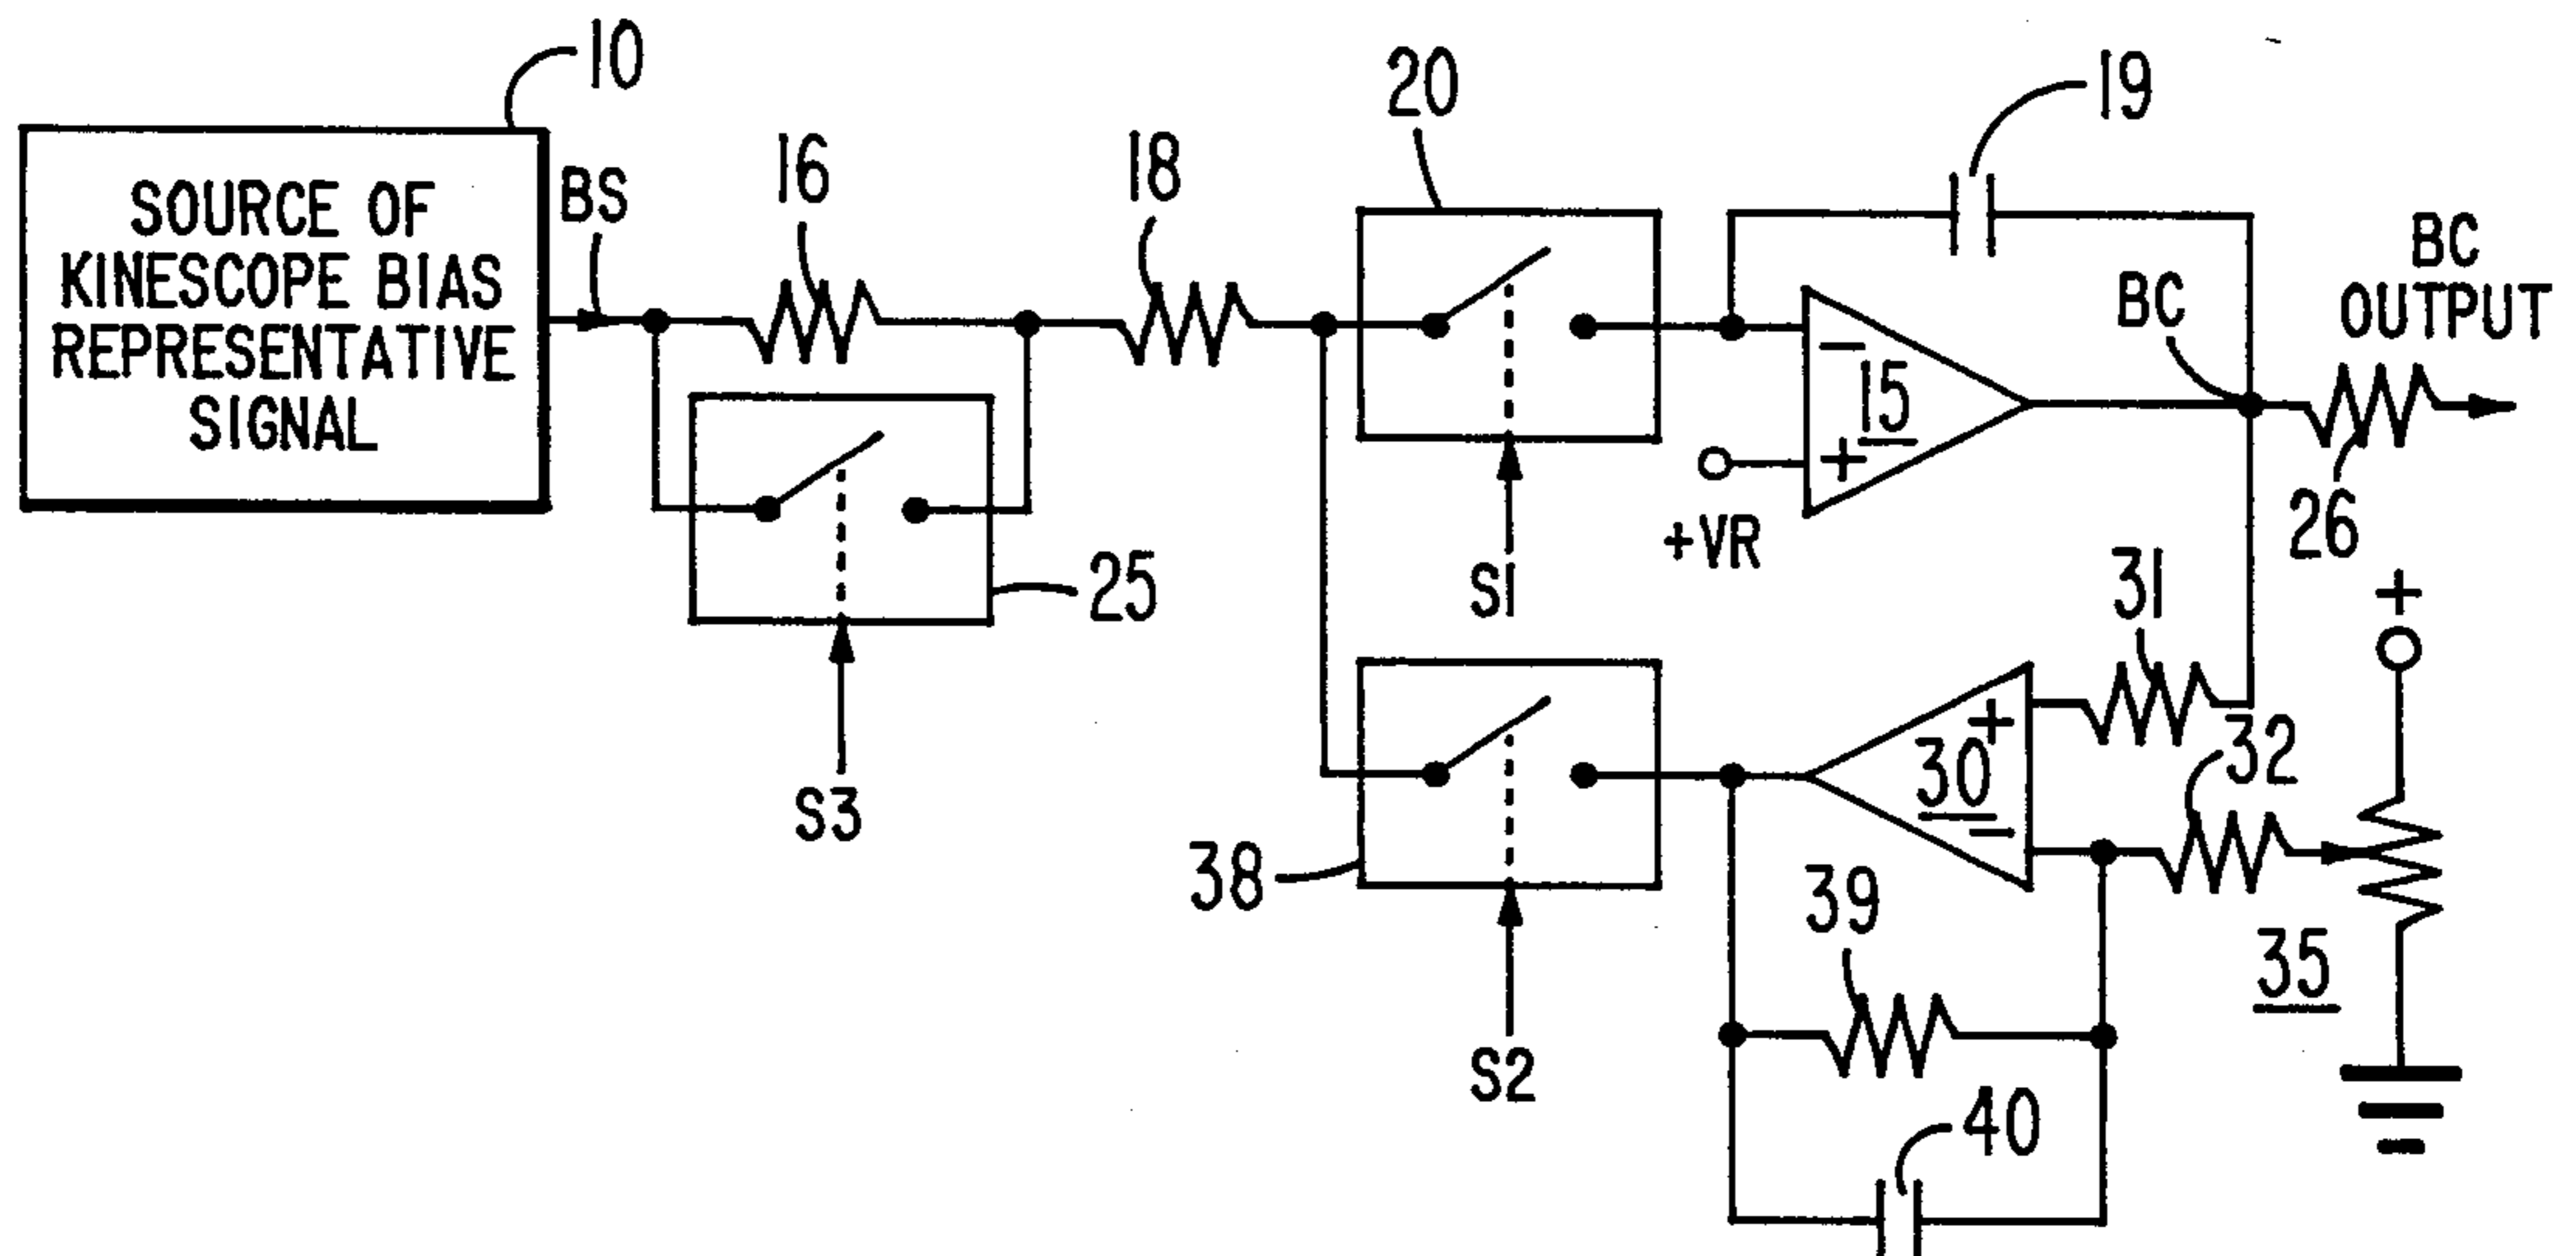 10
20
19
SOURCE OF
KINESCOPE BIAS
REPRESENTATIVE
SIGNAL
BS
16
18
BC
OUTPUT
BC
−
15
+
+VR
26
25
S1
31
+
S3
+
30
−
32
38
39
35
S2
40